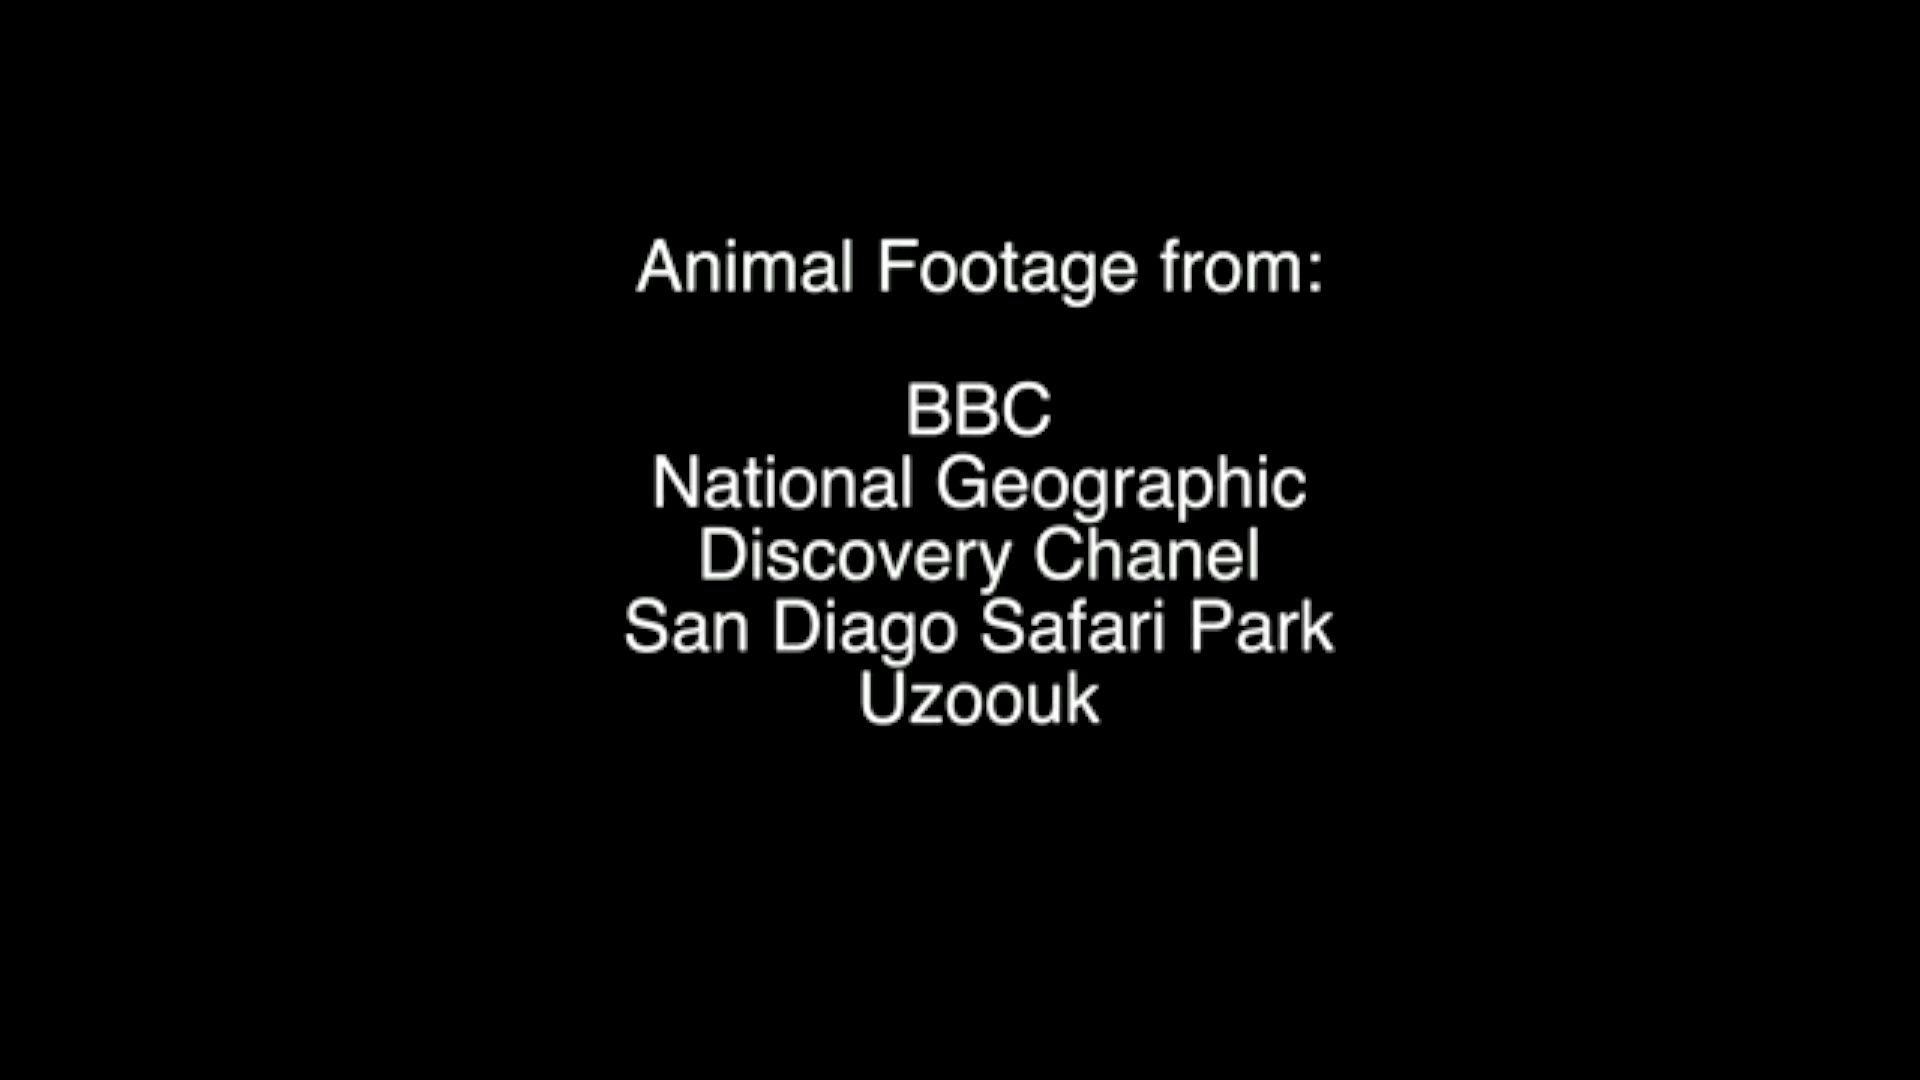 Animal Footage from:
BBC
National Geographic
Discovery Chanel
San Diago Safari Park
Uzoouk